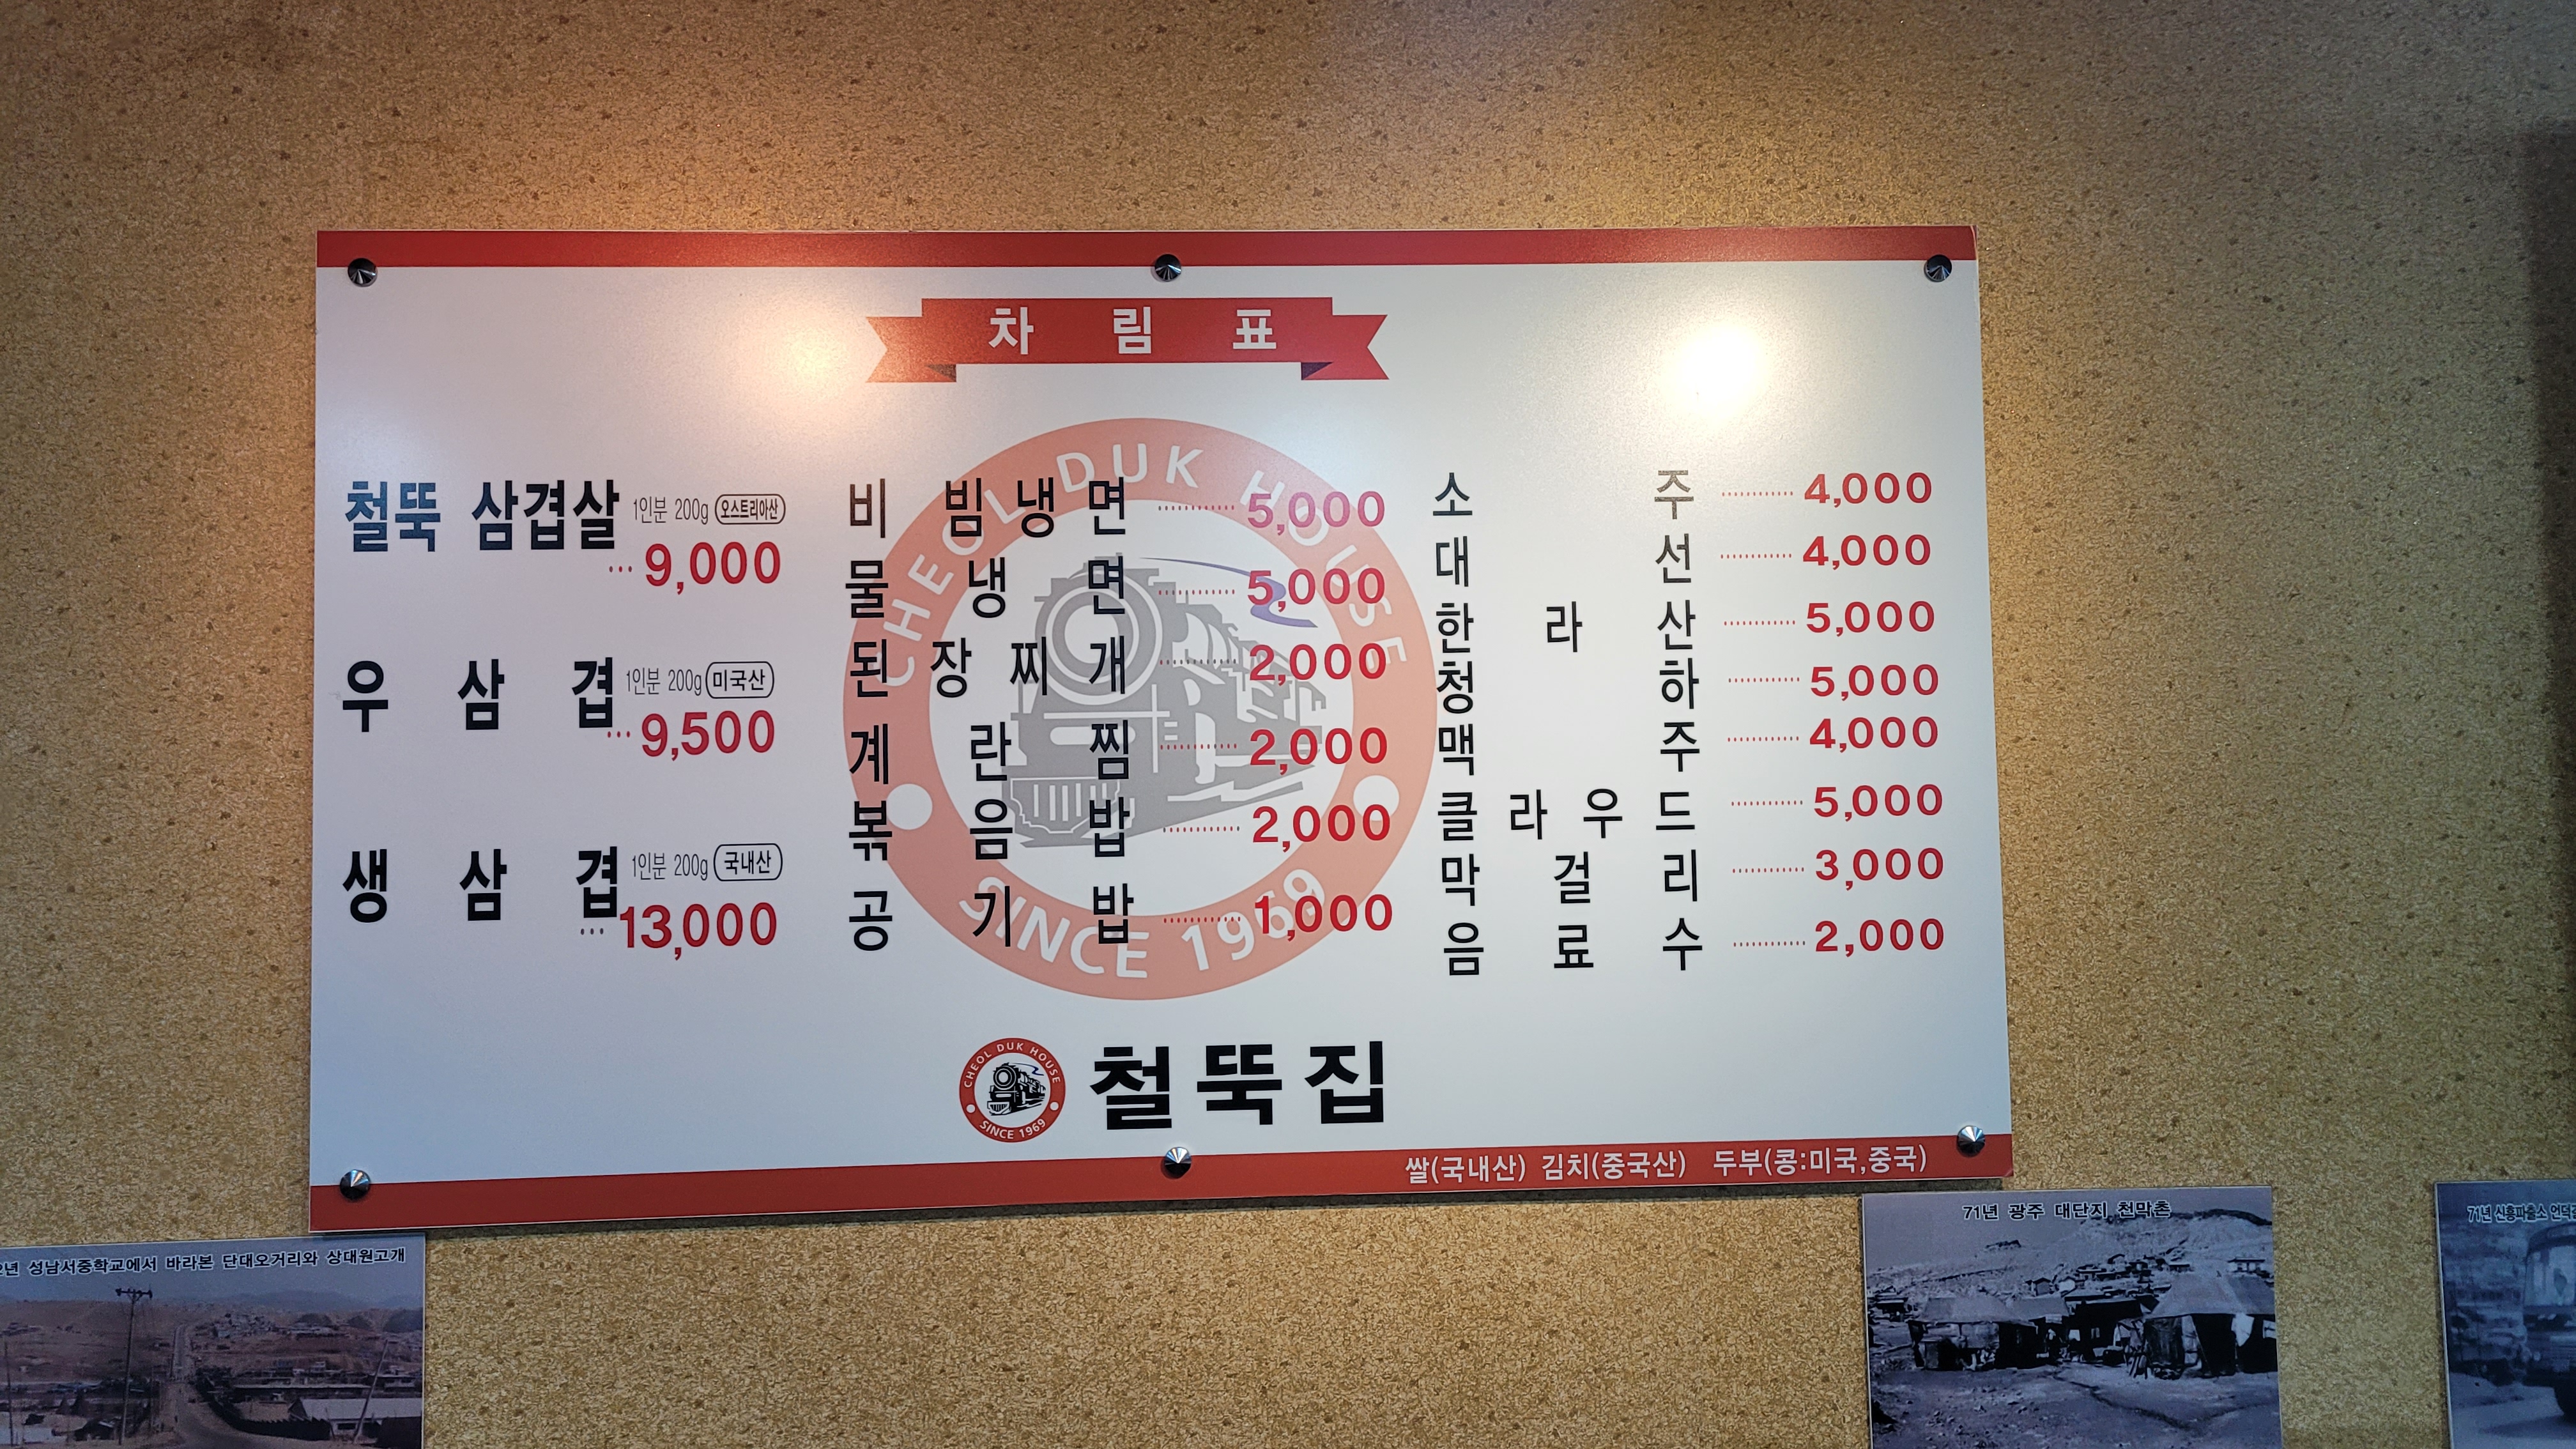 차림표
철뚝 삼겹살 1인분 200g 오스트리아산
··· 9,000
우삼겹 1인분 200g 미국산
··· 9,500
생삼겹 1인분 200g 국내산
··· 13,000
비빔냉면 ············ 5,000
물냉면 ············ 5,000
된장찌개 ············ 2,000
계란찜 ············ 2,000
볶음밥 ············ 2,000
공기밥 ············ 1,000
소주 ············ 4,000
대선 ············ 4,000
한라산 ············ 5,000
청하 ············ 5,000
맥주 ············ 4,000
클라우드 ············ 5,000
막걸리 ············ 3,000
음료수 ············ 2,000
CHEOL DUK HOUSE
SINCE 1969
CHEOL DUK HOUSE
SINCE 1969
철뚝집
쌀(국내산) 김치(중국산) 두부(콩:미국,중국)
성남서중학교에서 바라본 단대오거리와 상대원고개
71년 광주 대단지 천막촌
71년 신흥파출소